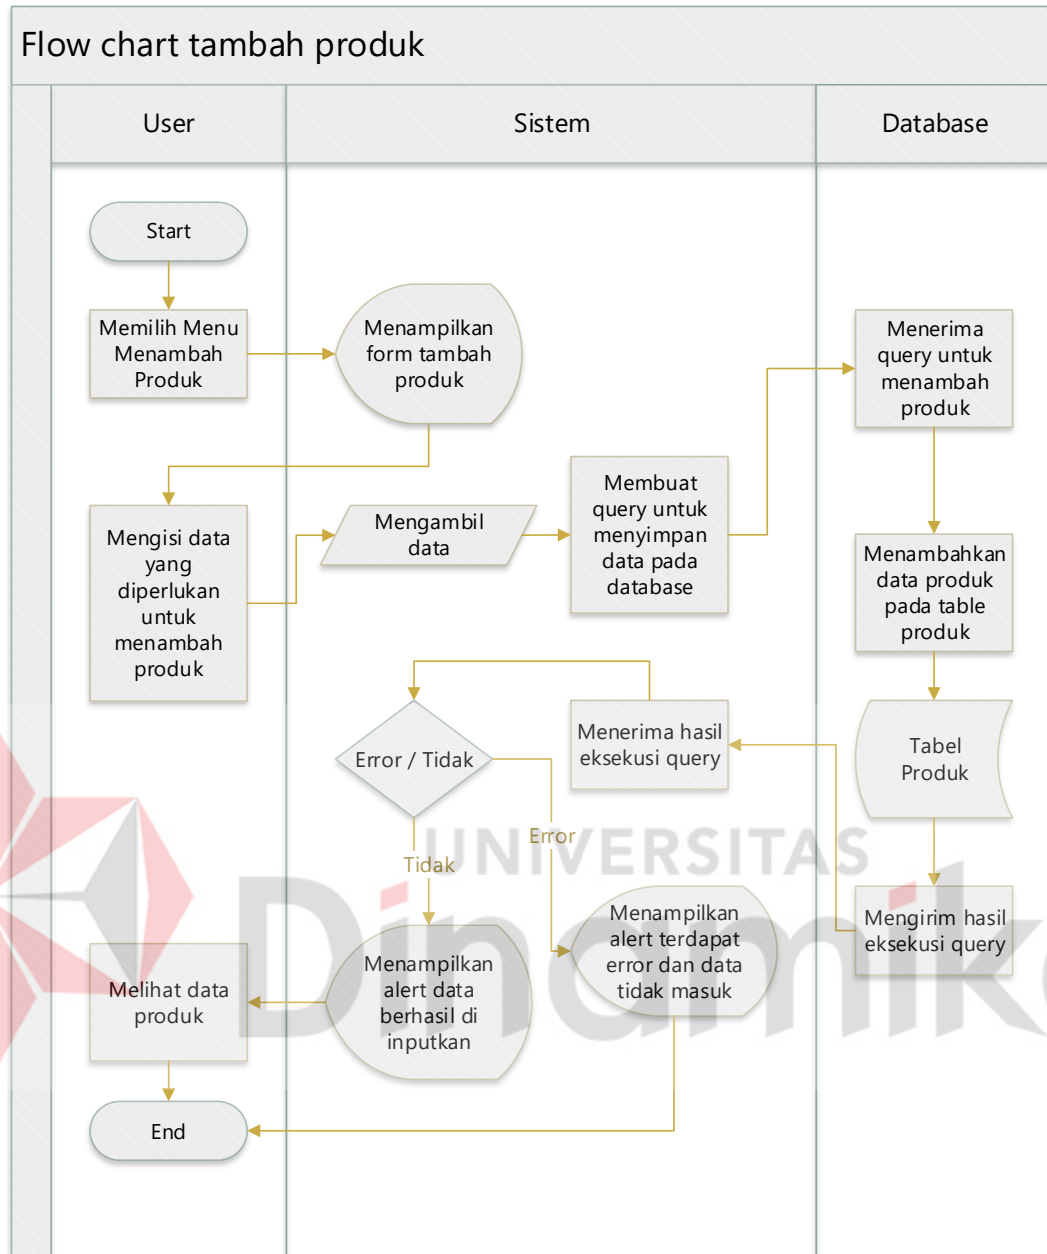 Flow chart tambah produk
User
Sistem
Database
Start
Memilih Menu
Menambah
Produk
Menampilkan
form tambah
produk
Menerima
query untuk
menambah
produk
Mengisi data
yang
diperlukan
untuk
menambah
produk
Mengambil
data
Membuat
query untuk
menyimpan
data pada
database
Menambahkan
data produk
pada table
produk
Error / Tidak
Menerima hasil
eksekusi query
Tabel
Produk
Error
Tidak
UNIVERSITAS
Dinamika
Menampilkan
alert terdapat
error dan data
tidak masuk
Mengirim hasil
eksekusi query
Melihat data
produk
Menampilkan
alert data
berhasil di
inputkan
End